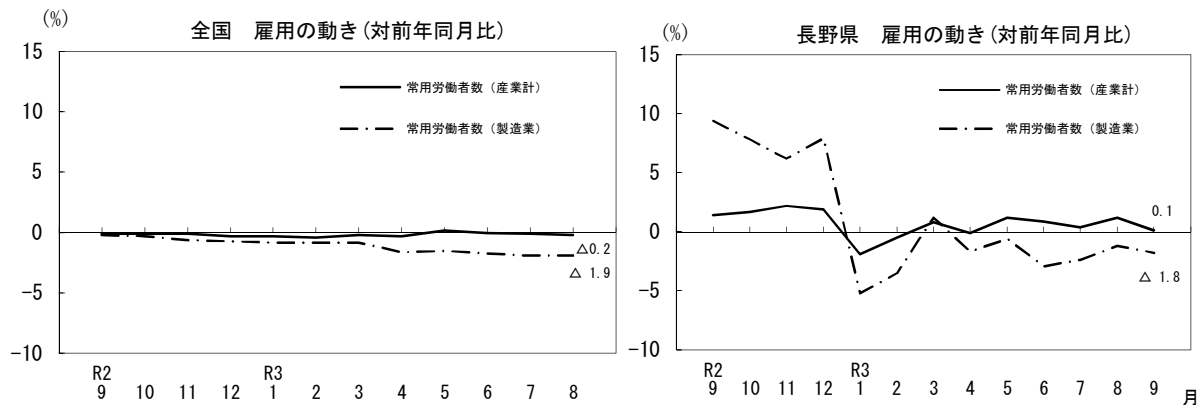 (%)
全国　雇用の動き(対前年同月比)
15
10
5
0
−5
−10
常用労働者数（産業計）
常用労働者数（製造業）
△0.2
△ 1.9
R2 R3
9 10 11 12 1 2 3 4 5 6 7 8
(%)
長野県　雇用の動き(対前年同月比)
15
10
5
0
−5
−10
常用労働者数（産業計）
常用労働者数（製造業）
0.1
△ 1.8
R2 R3
9 10 11 12 1 2 3 4 5 6 7 8 9 月